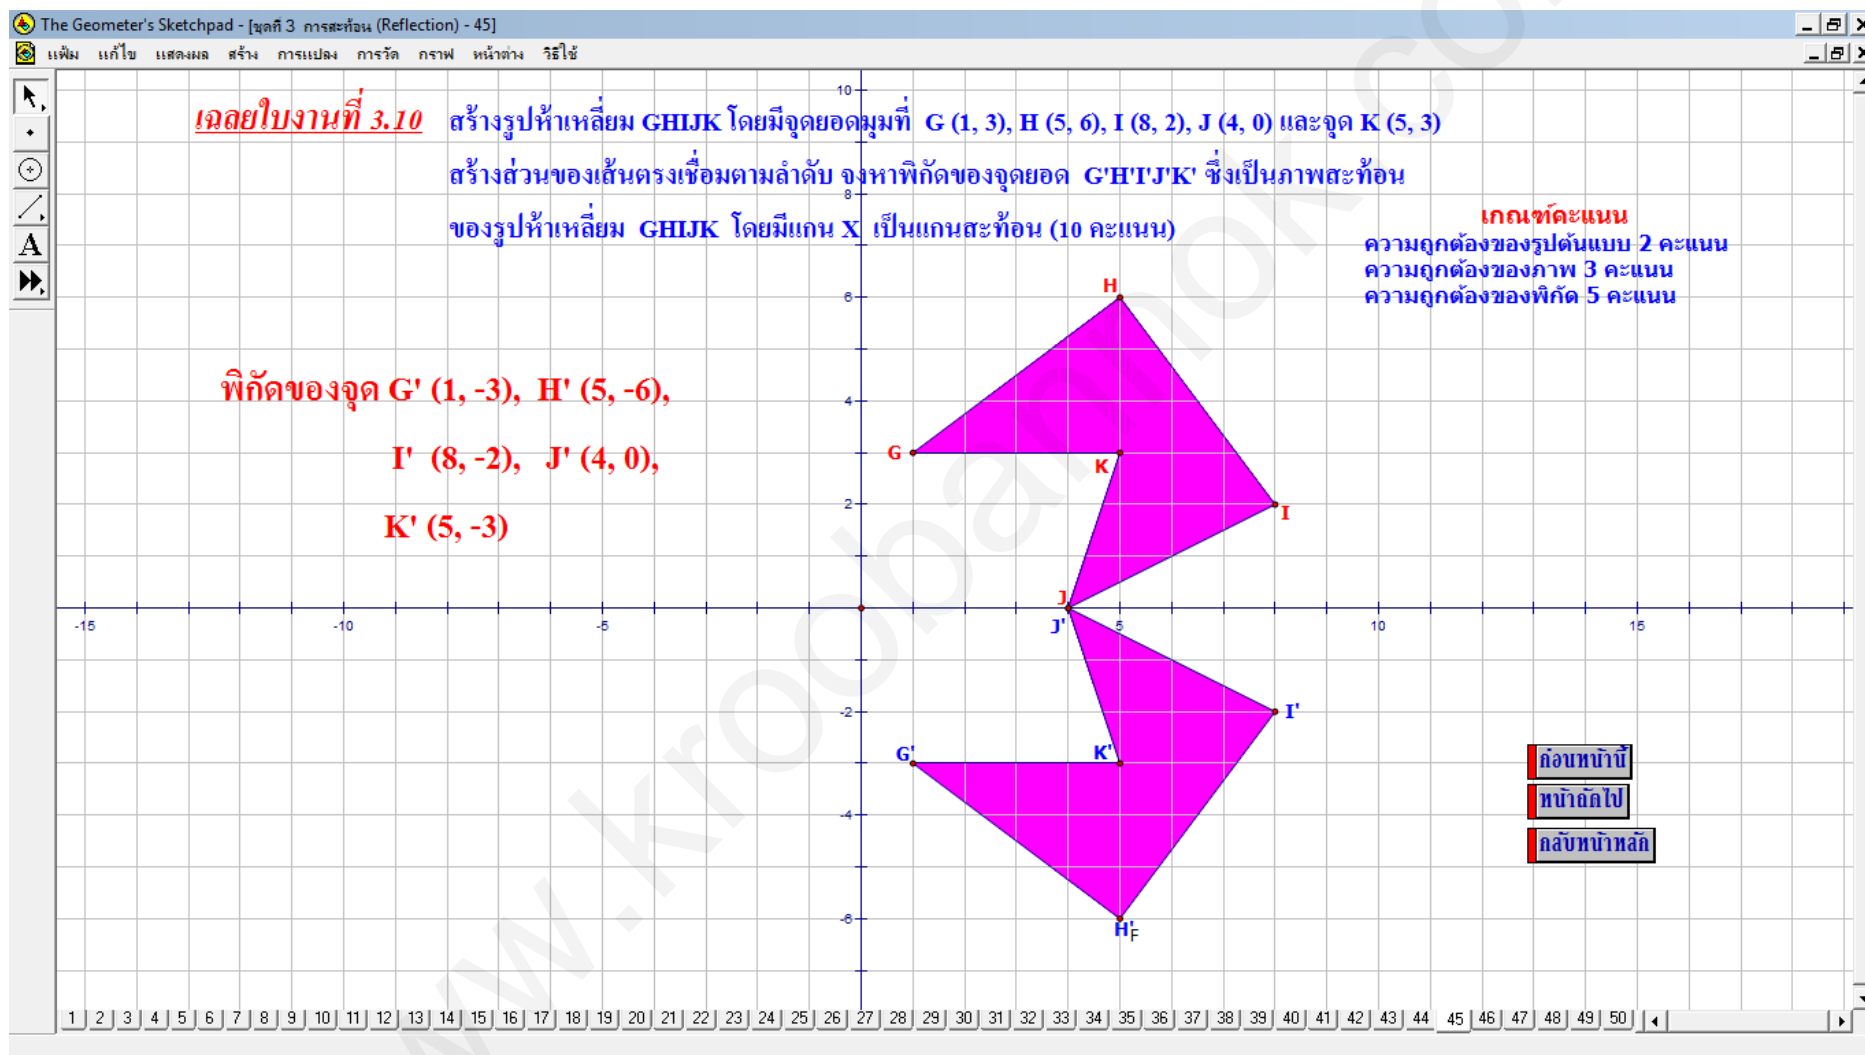 The Geometer's Sketchpad - [ชุดที่ 3 การสะท้อน (Reflection) - 45]
แฟ้ม แก้ไข แสดงผล สร้าง การแปลง การวัด กราฟ หน้าต่าง วิธีใช้
เฉลยใบงานที่ 3.10 สร้างรูปห้าเหลี่ยม GHIJK โดยมีจุดยอดมุมที่ G (1, 3), H (5, 6), I (8, 2), J (4, 0) และจุด K (5, 3)
สร้างส่วนของเส้นตรงเชื่อมตามลำดับ จงหาพิกัดของจุดยอด G'H'I'J'K' ซึ่งเป็นภาพสะท้อน
ของรูปห้าเหลี่ยม GHIJK โดยมีแกน X เป็นแกนสะท้อน (10 คะแนน)
เกณฑ์คะแนน
ความถูกต้องของรูปต้นแบบ 2 คะแนน
ความถูกต้องของภาพ 3 คะแนน
ความถูกต้องของพิกัด 5 คะแนน
พิกัดของจุด G' (1, -3), H' (5, -6),
I' (8, -2), J' (4, 0),
K' (5, -3)
10
8
6
4
2
-2
-4
-6
-15 -10 -5 5 10 15
H
G
K
I
J
J'
I'
G'
K'
H'
F
A
ก่อนหน้านี้
หน้าถัดไป
กลับหน้าหลัก
1 2 3 4 5 6 7 8 9 10 11 12 13 14 15 16 17 18 19 20 21 22 23 24 25 26 27 28 29 30 31 32 33 34 35 36 37 38 39 40 41 42 43 44 45 46 47 48 49 50
www.kroobannok.co